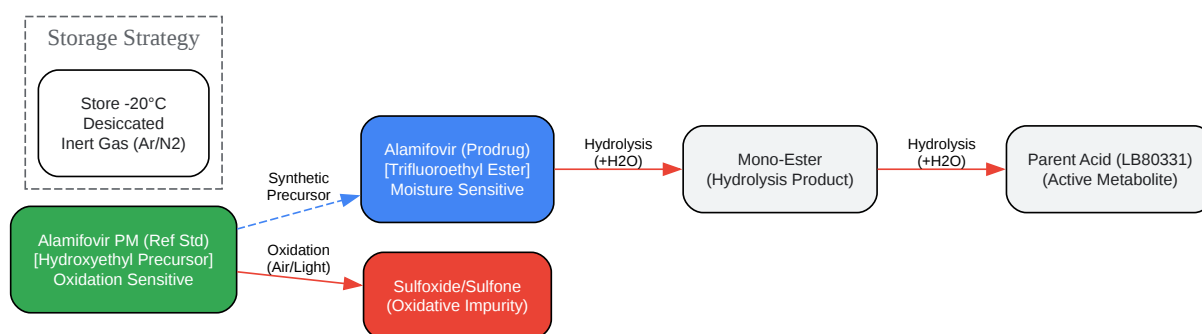 Storage Strategy
Store -20°C
Desiccated
Inert Gas (Ar/N2)
Alamifovir PM (Ref Std)
[Hydroxyethyl Precursor]
Oxidation Sensitive
Synthetic
Precursor
Oxidation
(Air/Light)
Alamifovir (Prodrug)
[Trifluoroethyl Ester]
Moisture Sensitive
Sulfoxide/Sulfone
(Oxidative Impurity)
Hydrolysis
(+H2O)
Mono-Ester
(Hydrolysis Product)
Hydrolysis
(+H2O)
Parent Acid (LB80331)
(Active Metabolite)